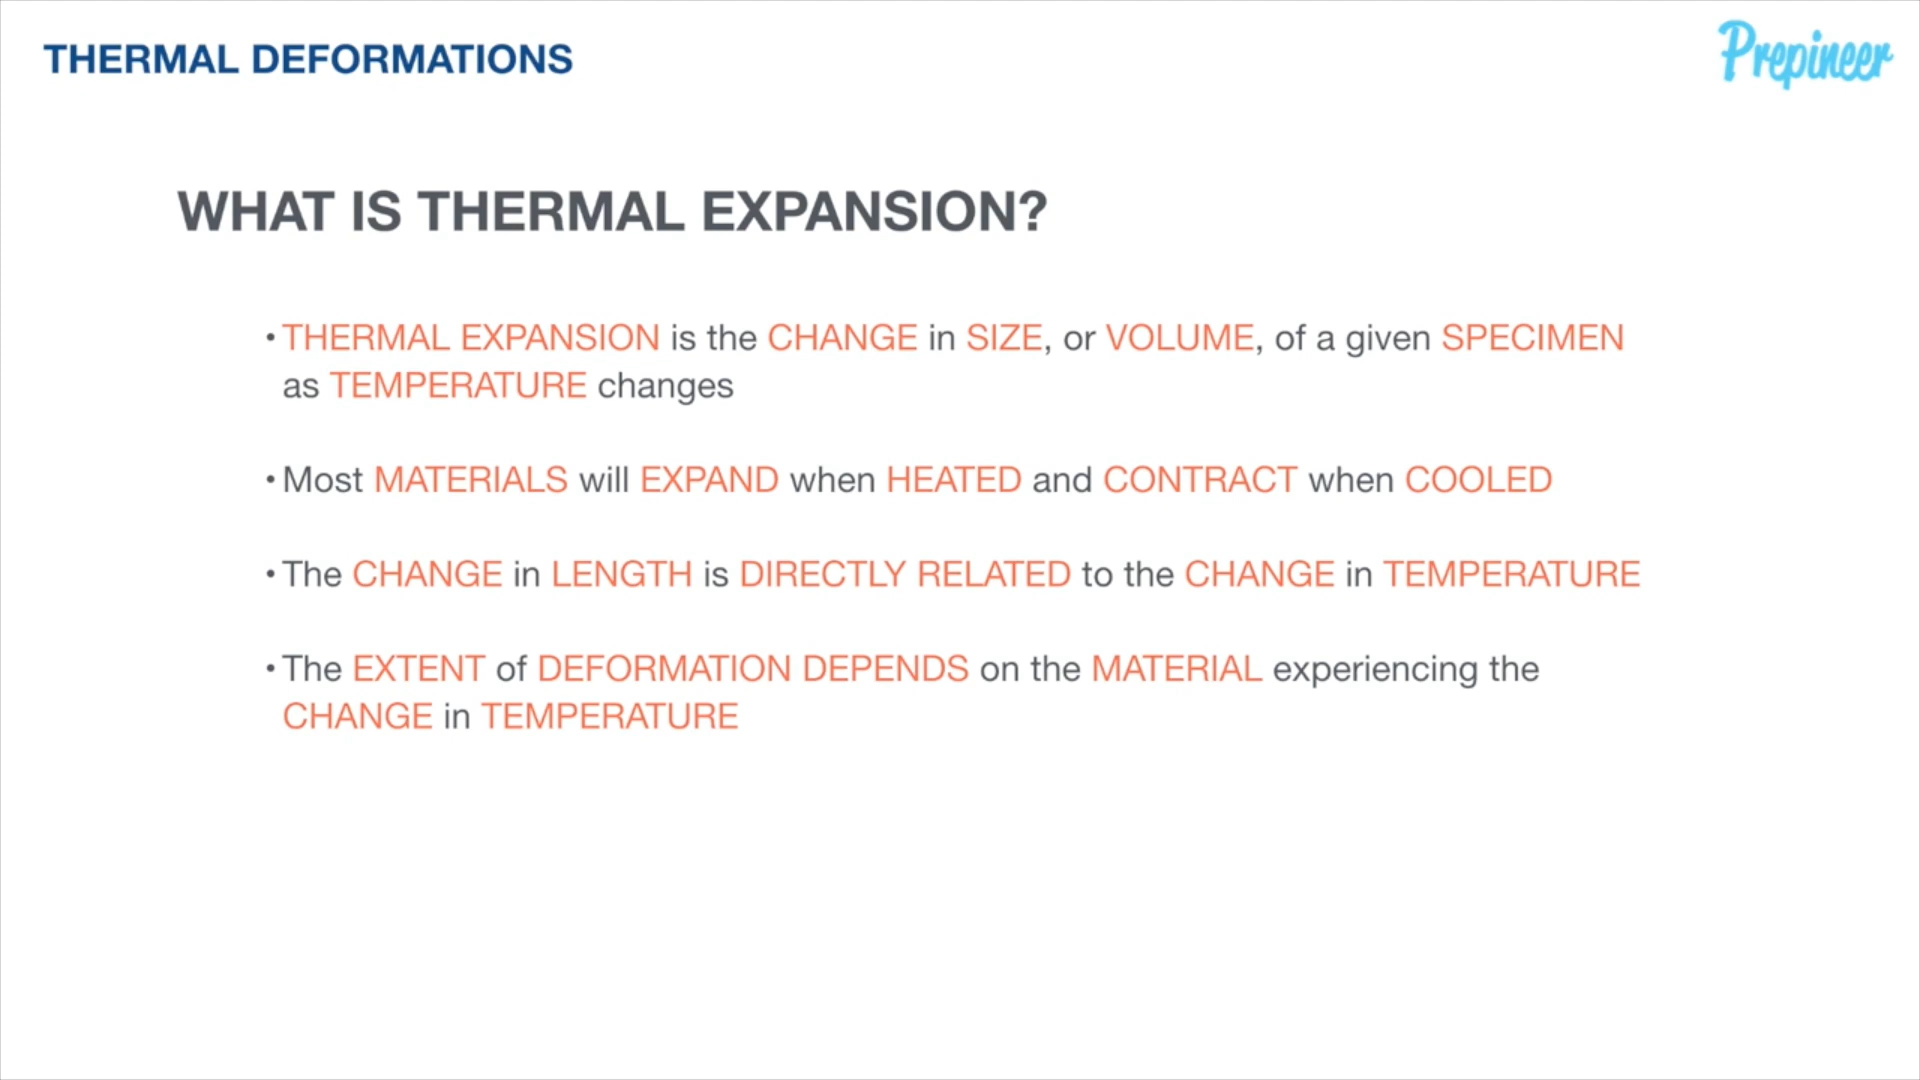 THERMAL DEFORMATIONS
Prepineer
WHAT IS THERMAL EXPANSION?
• THERMAL EXPANSION is the CHANGE in SIZE, or VOLUME, of a given SPECIMEN
as TEMPERATURE changes
• Most MATERIALS will EXPAND when HEATED and CONTRACT when COOLED
• The CHANGE in LENGTH is DIRECTLY RELATED to the CHANGE in TEMPERATURE
• The EXTENT of DEFORMATION DEPENDS on the MATERIAL experiencing the
CHANGE in TEMPERATURE